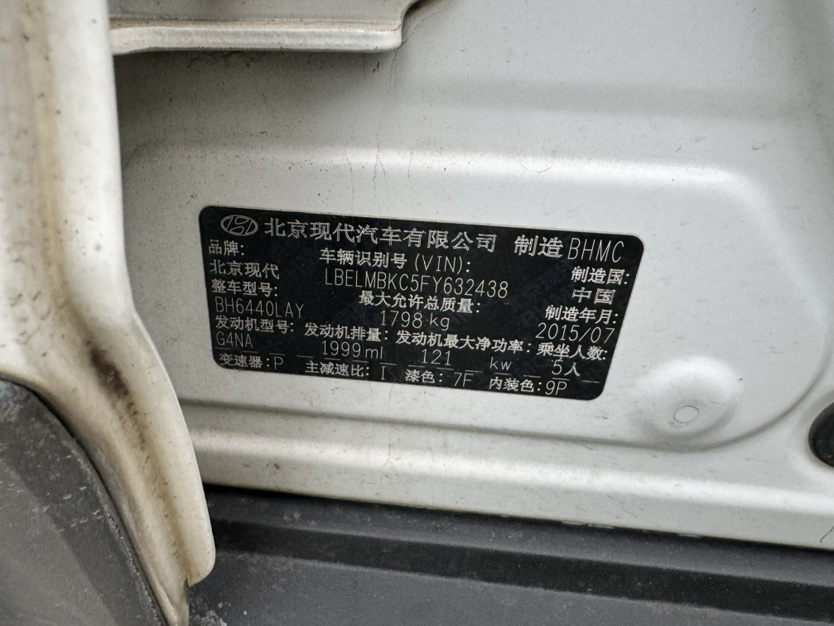 北京现代汽车有限公司 制造 BHMC
品牌: 车辆识别号 (VIN): 制造国:
北京现代 LBELMBKC5FY632438 中国
整车型号: 最大允许总质量: 制造年月:
BH6440LAY 1798 kg 2015/07
发动机型号: 发动机排量: 发动机最大净功率: 乘坐人数:
G4NA 1999 ml 121 kw 5人
变速器: P 主减速比: I 漆色: 7F 内装色: 9P